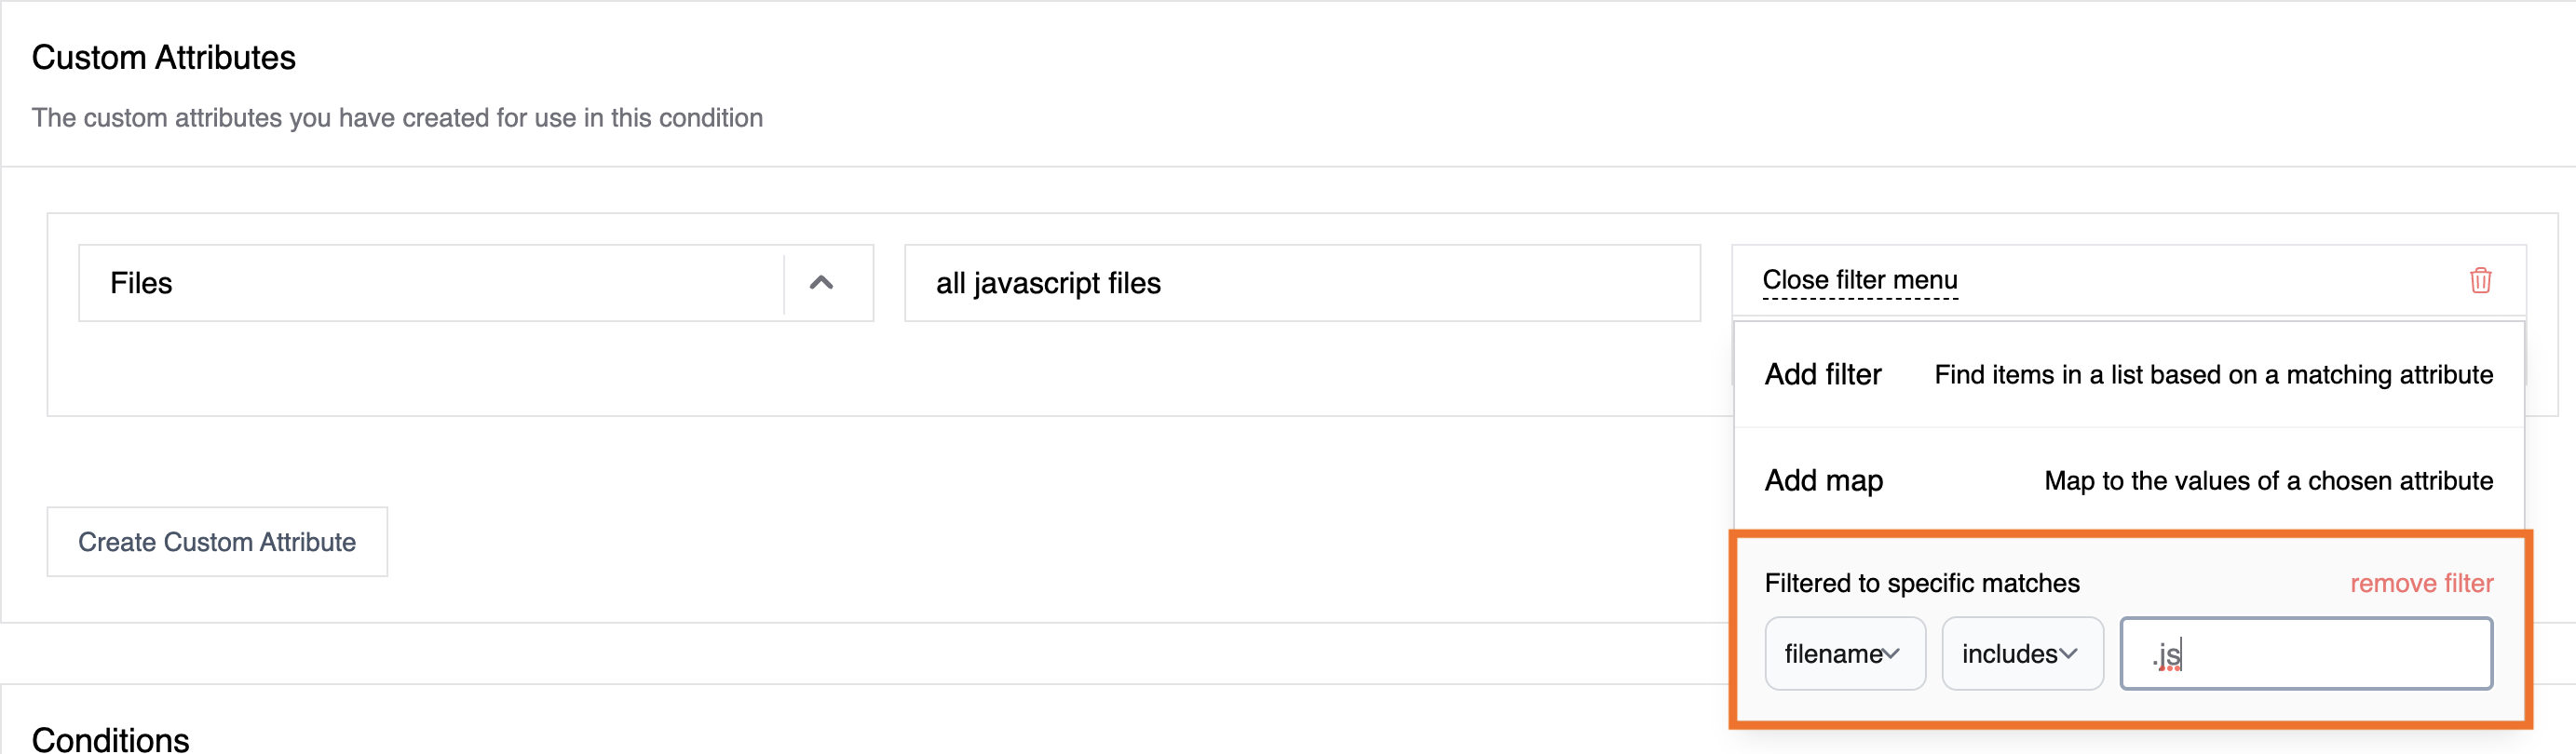 Custom Attributes
The custom attributes you have created for use in this condition
Files
all javascript files
Close filter menu
Add filter
Find items in a list based on a matching attribute
Add map
Map to the values of a chosen attribute
Create Custom Attribute
Filtered to specific matches
remove filter
filename
includes
.js
Conditions